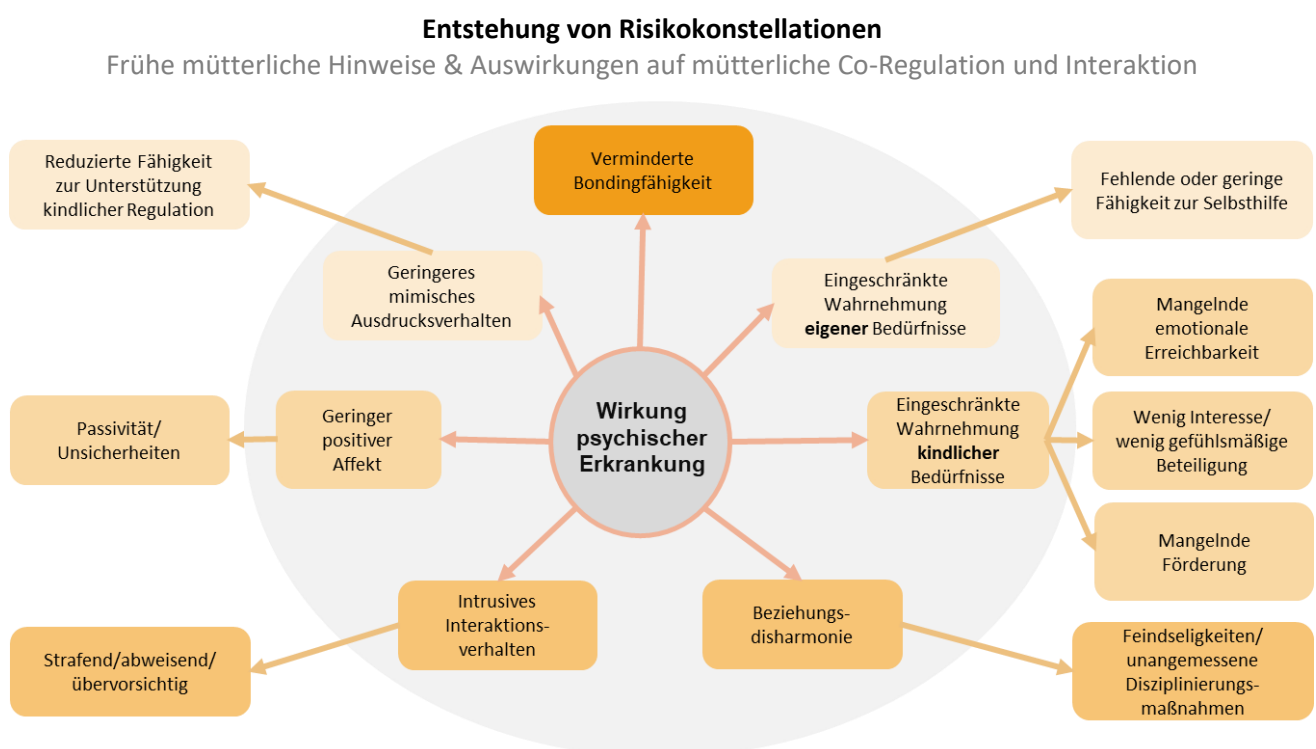 Entstehung von Risikokonstellationen
Frühe mütterliche Hinweise & Auswirkungen auf mütterliche Co-Regulation und Interaktion
Reduzierte Fähigkeit
zur Unterstützung
kindlicher Regulation
Verminderte
Bondingfähigkeit
Fehlende oder geringe
Fähigkeit zur Selbsthilfe
Geringeres
mimisches
Ausdrucksverhalten
Eingeschränkte
Wahrnehmung
eigener Bedürfnisse
Mangelnde
emotionale
Erreichbarkeit
Passivität/
Unsicherheiten
Geringer
positiver
Affekt
Wirkung
psychischer
Erkrankung
Eingeschränkte
Wahrnehmung
kindlicher
Bedürfnisse
Wenig Interesse/
wenig gefühlsmäßige
Beteiligung
Mangelnde
Förderung
Intrusives
Interaktions-
verhalten
Beziehungs-
disharmonie
Strafend/abweisend/
übervorsichtig
Feindseligkeiten/
unangemessene
Disziplinierungs-
maßnahmen